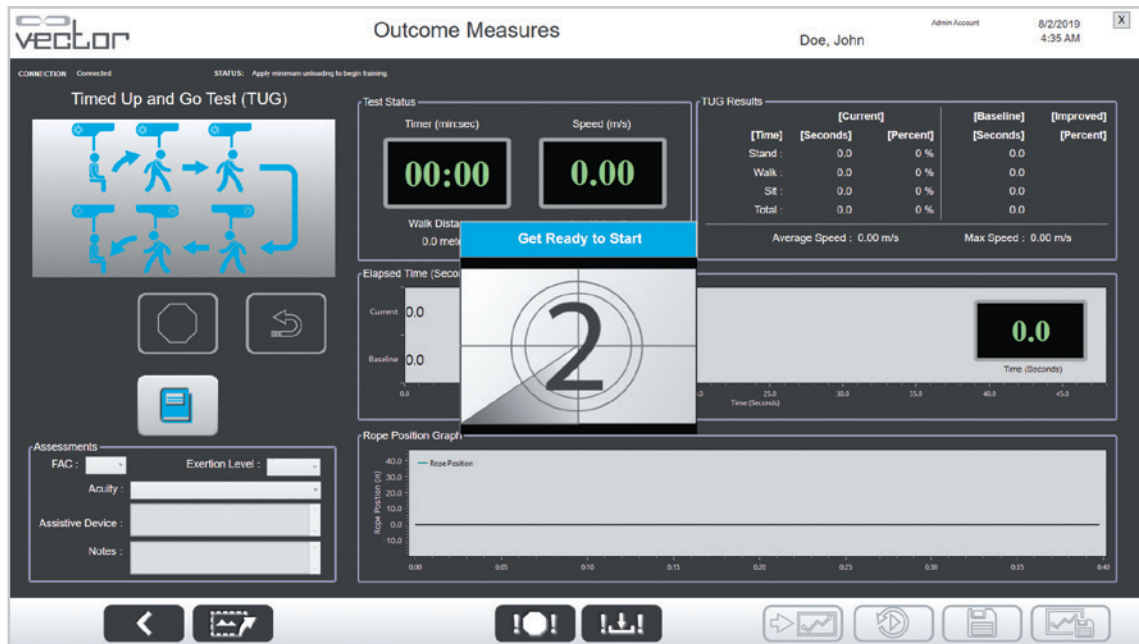 vector
Outcome Measures
Admin Account
8/2/2019
4:35 AM
X
Doe, John
CONNECTION Connected
STATUS: Apply minimum unloading to begin training.
Timed Up and Go Test (TUG)
Test Status
Timer (min:sec)
Speed (m/s)
00:00
0.00
Walk Dista
0.0 mete
TUG Results
[Current]
[Baseline]
[Improved]
[Time] [Seconds] [Percent] [Seconds] [Percent]
Stand : 0.0 0 % 0.0
Walk : 0.0 0 % 0.0
Sit : 0.0 0 % 0.0
Total : 0.0 0 % 0.0
Average Speed : 0.00 m/s Max Speed : 0.00 m/s
Get Ready to Start
2
Elapsed Time (Seco
Current 0.0
Baseline 0.0
0.0 25.0 30.0 35.0 40.0 45.0
Time (Seconds)
0.0
Time (Seconds)
Rope Position Graph
Rope Position
Rope Position (in)
40.0
30.0
20.0
10.0
0.0
-10.0
0:00 0:05 0:10 0:15 0:20 0:25 0:30 0:35 0:40
Assessments
FAC :
Exertion Level :
Acuity :
Assistive Device :
Notes :
! !
! !